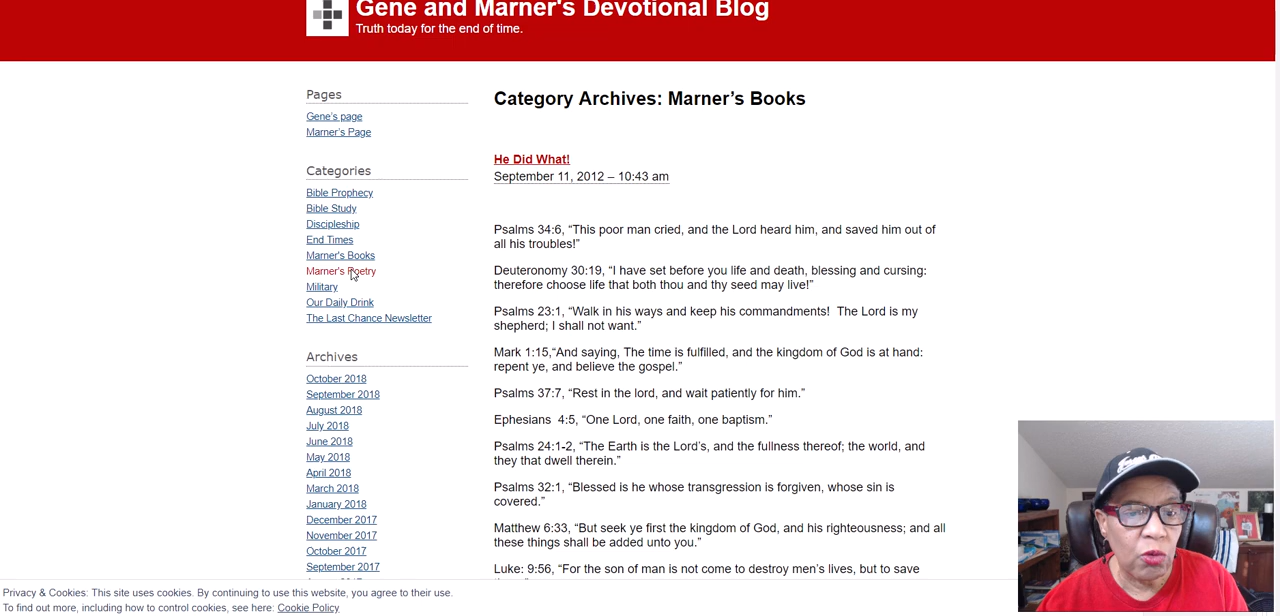 Gene and Marner's Devotional Blog
Truth today for the end of time.
Pages
Gene's page
Marner's Page
Categories
Bible Prophecy
Bible Study
Discipleship
End Times
Marner's Books
Marner's Poetry
Military
Our Daily Drink
The Last Chance Newsletter
Archives
October 2018
September 2018
August 2018
July 2018
June 2018
May 2018
April 2018
March 2018
January 2018
December 2017
November 2017
October 2017
September 2017
Category Archives: Marner’s Books
He Did What!
September 11, 2012 – 10:43 am
Psalms 34:6, “This poor man cried, and the Lord heard him, and saved him out of
all his troubles!”
Deuteronomy 30:19, “I have set before you life and death, blessing and cursing:
therefore choose life that both thou and thy seed may live!”
Psalms 23:1, “Walk in his ways and keep his commandments!  The Lord is my
shepherd; I shall not want.”
Mark 1:15,“And saying, The time is fulfilled, and the kingdom of God is at hand:
repent ye, and believe the gospel.”
Psalms 37:7, “Rest in the lord, and wait patiently for him.”
Ephesians  4:5, “One Lord, one faith, one baptism.”
Psalms 24:1-2, “The Earth is the Lord’s, and the fullness thereof; the world, and
they that dwell therein.”
Psalms 32:1, “Blessed is he whose transgression is forgiven, whose sin is
covered.”
Matthew 6:33, “But seek ye first the kingdom of God, and his righteousness; and all
these things shall be added unto you.”
Luke: 9:56, “For the son of man is not come to destroy men’s lives, but to save
Privacy & Cookies: This site uses cookies. By continuing to use this website, you agree to their use.
To find out more, including how to control cookies, see here: Cookie Policy